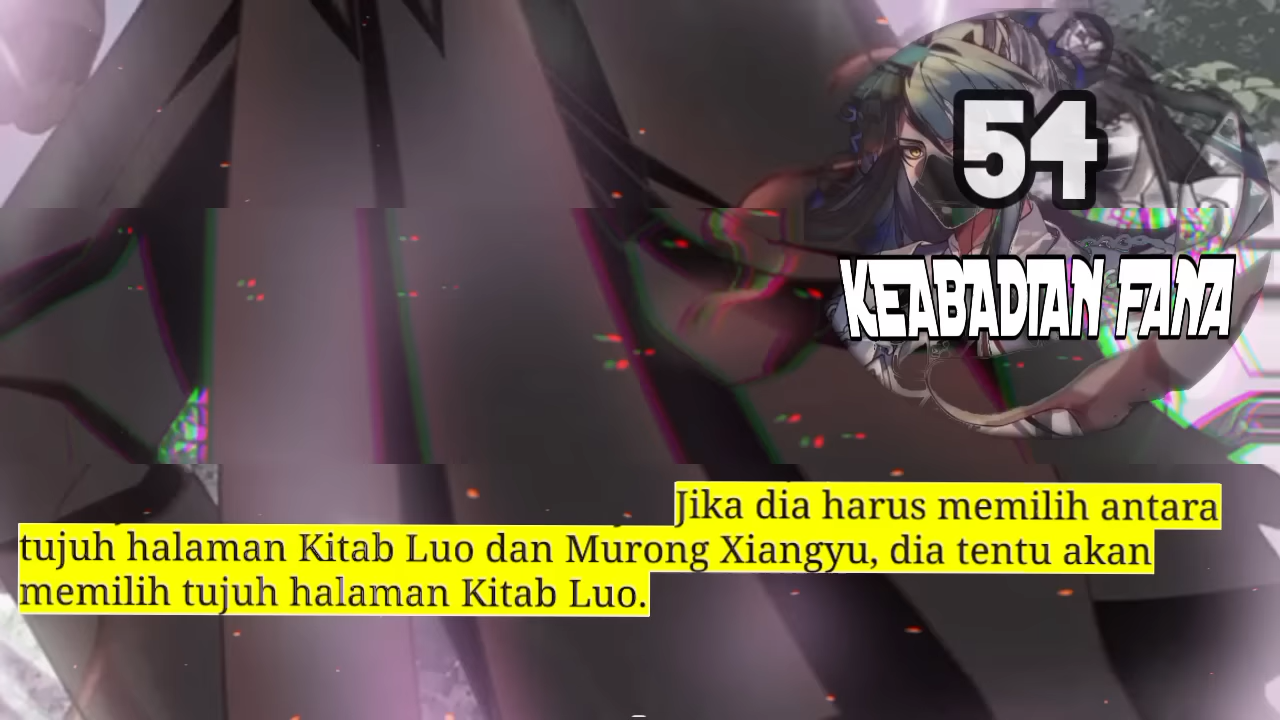 54
KEABADIAN FANA
Jika dia harus memilih antara
tujuh halaman Kitab Luo dan Murong Xiangyu, dia tentu akan
memilih tujuh halaman Kitab Luo.